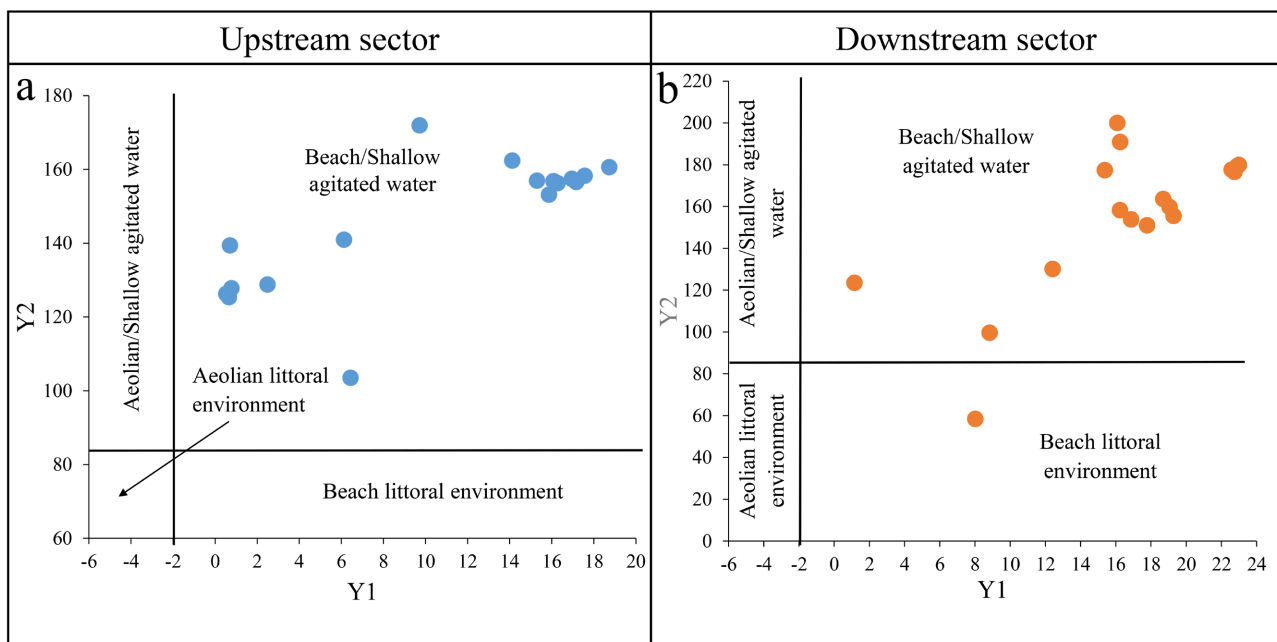 Upstream sector
Downstream sector
a
180
160
140
120
100
80
60
-6
-4
-2
0
2
4
6
8
10
12
14
16
18
20
Y2
Y1
Aeolian/Shallow agitated water
Beach/Shallow
agitated water
Aeolian littoral
environment
Beach littoral environment
b
220
200
180
160
140
120
100
80
60
40
20
0
-6
-4
-2
0
2
4
6
8
10
12
14
16
18
20
22
24
Y2
Y1
Aeolian/Shallow agitated
water
Beach/Shallow
agitated water
Aeolian littoral
environment
Beach littoral
environment